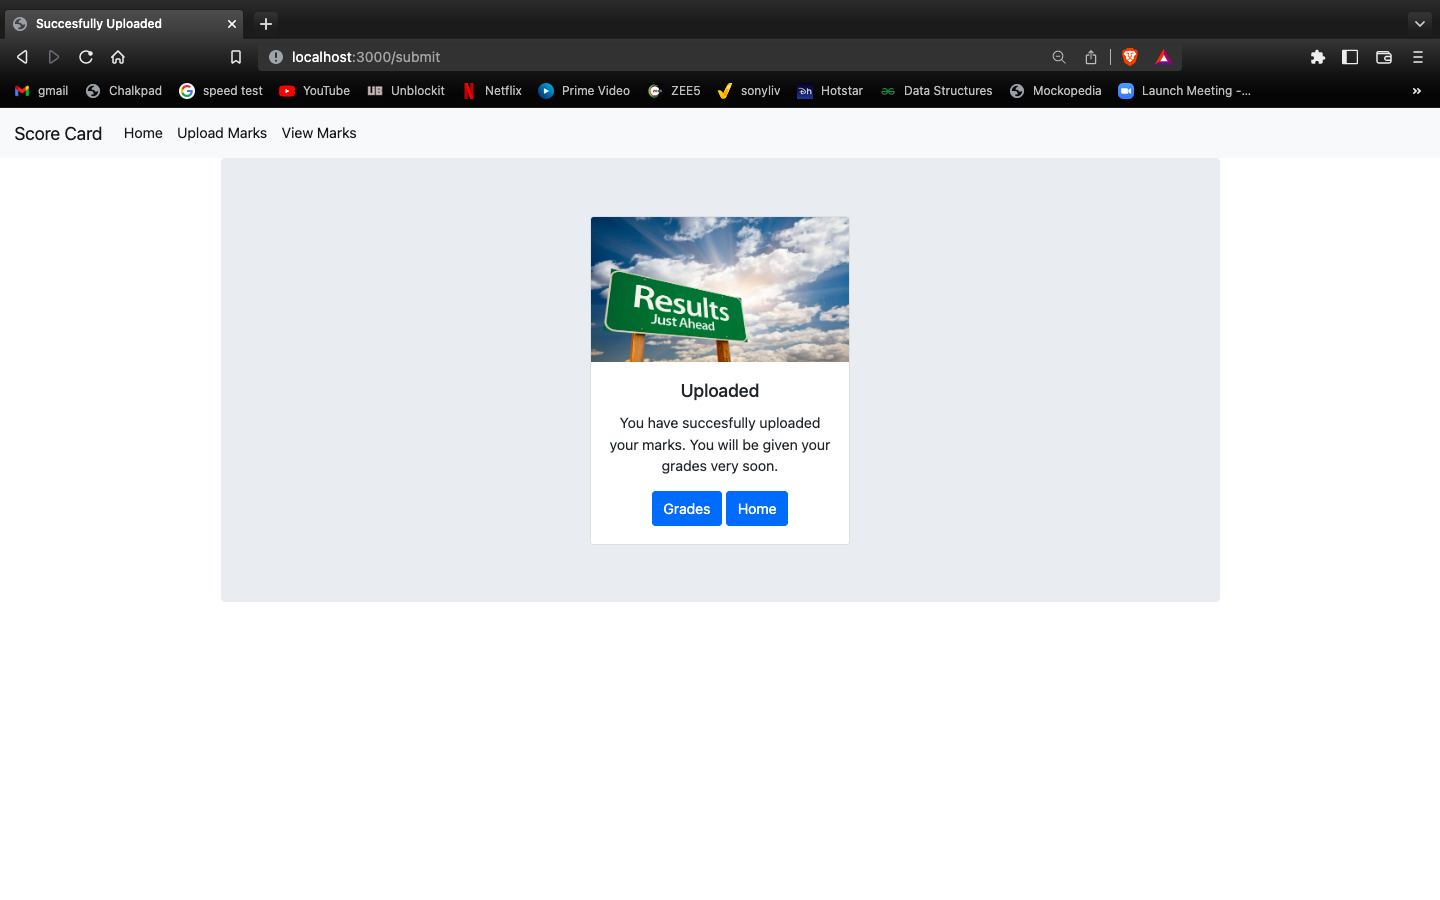 Succesfully Uploaded
localhost:3000/submit
gmail Chalkpad speed test YouTube UB Unblockit Netflix Prime Video ZEE5 sonyliv Hotstar Data Structures Mockopedia Launch Meeting -...
Score Card Home Upload Marks View Marks
Results
Just Ahead
Uploaded
You have succesfully uploaded
your marks. You will be given your
grades very soon.
Grades Home